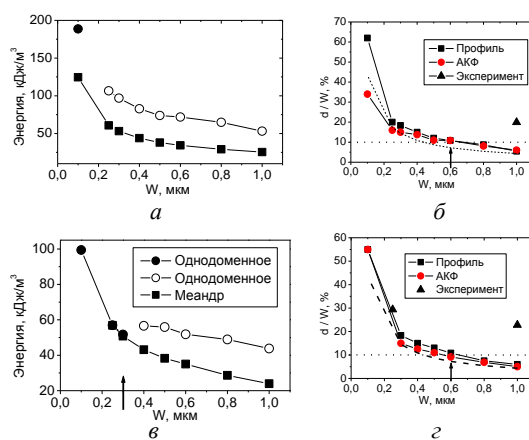 200
150
100
50
0,0 0,2 0,4 0,6 0,8 1,0
W, мкм
Энергия, кДж/м³
а
70
60
50
40
30
20
10
0
0,0 0,2 0,4 0,6 0,8 1,0
W, мкм
d / W, %
Профиль
АКФ
Эксперимент
б
100
80
60
40
20
0,0 0,2 0,4 0,6 0,8 1,0
W, мкм
Энергия, кДж/м³
Однодоменное
Однодоменное
Меандр
в
60
50
40
30
20
10
0
0,0 0,2 0,4 0,6 0,8 1,0
W, мкм
d / W, %
Профиль
АКФ
Эксперимент
г